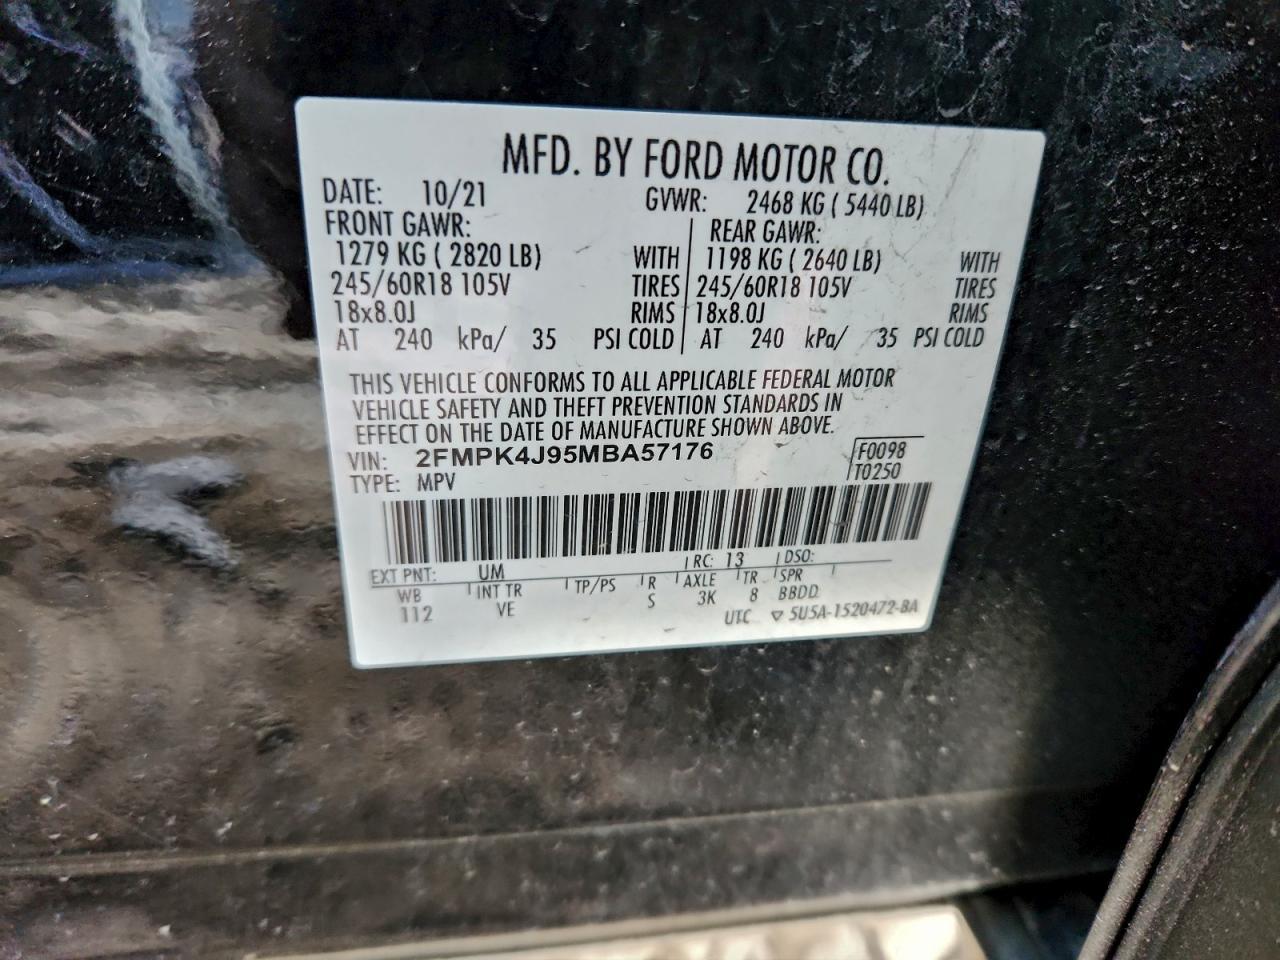 MFD. BY FORD MOTOR CO.
DATE: 10/21 GVWR: 2468 KG ( 5440 LB)
FRONT GAWR: REAR GAWR:
1279 KG ( 2820 LB) WITH 1198 KG ( 2640 LB) WITH
245/60R18 105V TIRES 245/60R18 105V TIRES
18x8.0J RIMS 18x8.0J RIMS
AT 240 kPa/ 35 PSI COLD AT 240 kPa/ 35 PSI COLD
THIS VEHICLE CONFORMS TO ALL APPLICABLE FEDERAL MOTOR
VEHICLE SAFETY AND THEFT PREVENTION STANDARDS IN
EFFECT ON THE DATE OF MANUFACTURE SHOWN ABOVE.
VIN: 2FMPK4J95MBA57176 F0098
TYPE: MPV T0250
EXT PNT: UM RC: 13 DSO:
WB INT TR TP/PS R AXLE TR SPR
112 VE S 3K 8 BBDD
UTC ▽ 5U5A-1520472-BA